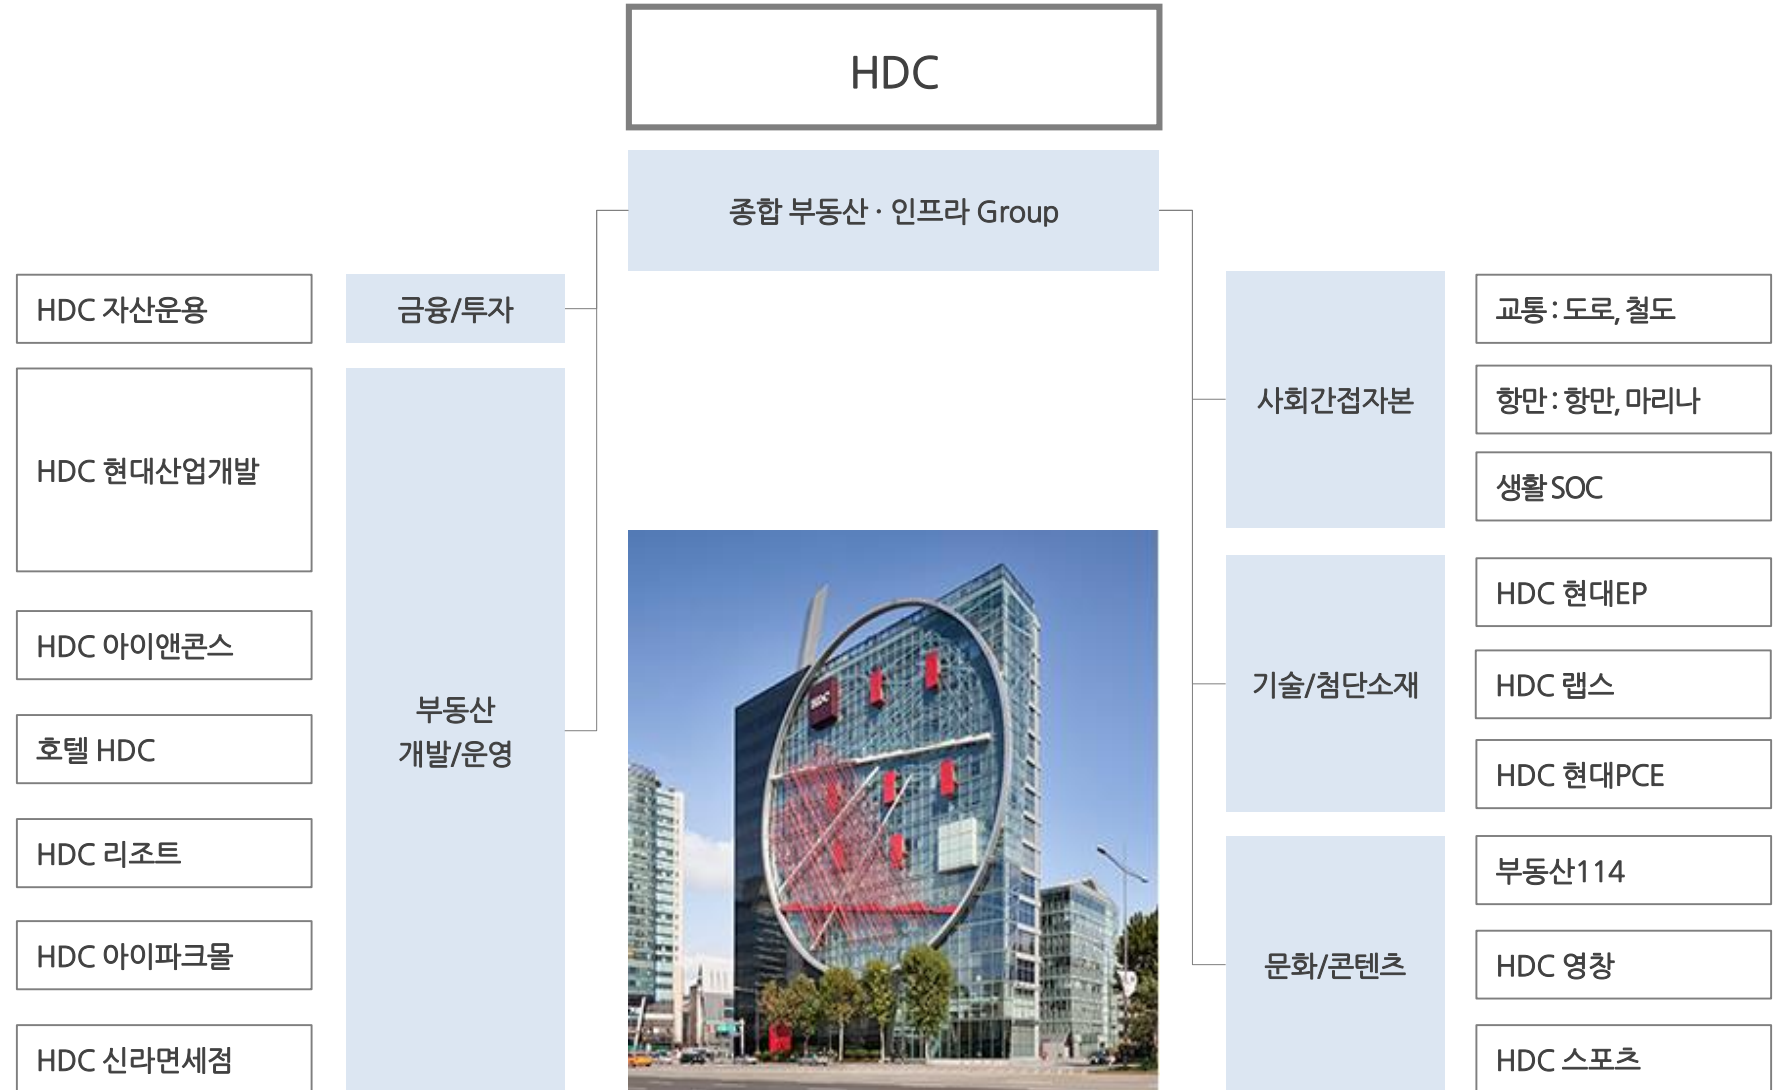 HDC
종합 부동산 · 인프라 Group
금융/투자
HDC 자산운용
부동산
개발/운영
HDC 현대산업개발
HDC 아이앤콘스
호텔 HDC
HDC 리조트
HDC 아이파크몰
HDC 신라면세점
사회간접자본
교통 : 도로, 철도
항만 : 항만, 마리나
생활 SOC
기술/첨단소재
HDC 현대EP
HDC 랩스
HDC 현대PCE
문화/콘텐츠
부동산114
HDC 영창
HDC 스포츠
HDC